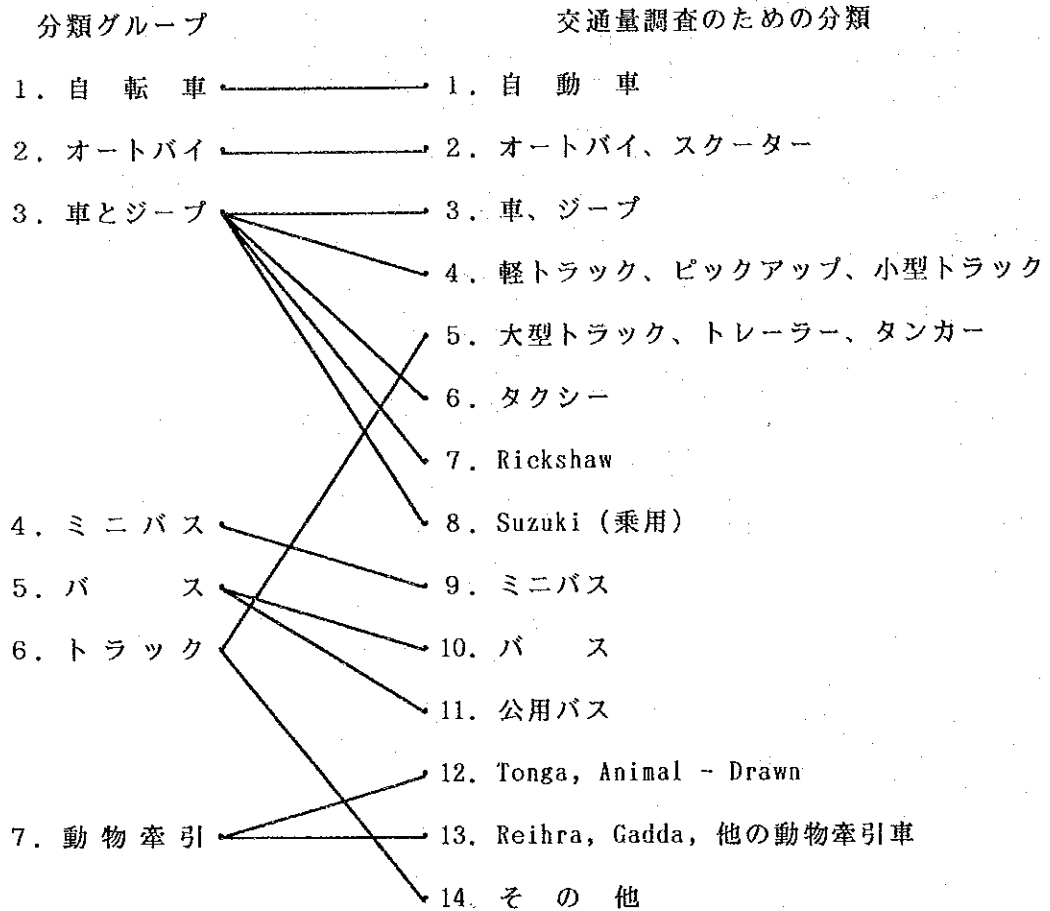 分類グループ 交通量調査のための分類
1. 自転車 1. 自動車
2. オートバイ 2. オートバイ、スクーター
3. 車とジープ 3. 車、ジープ
4. 軽トラック、ピックアップ、小型トラック
5. 大型トラック、トレーラー、タンカー
6. タクシー
7. Rickshaw
4. ミニバス 8. Suzuki (乗用)
5. バス 9. ミニバス
6. トラック 10. バス
11. 公用バス
12. Tonga, Animal - Drawn
7. 動物牽引 13. Reihra, Gadda, 他の動物牽引車
14. その他